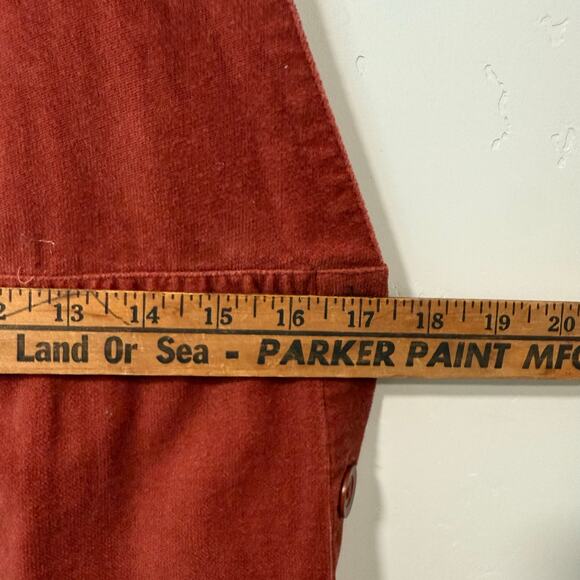 2 13 14 15 16 17 18 19 20
Land Or Sea - PARKER PAINT MFG